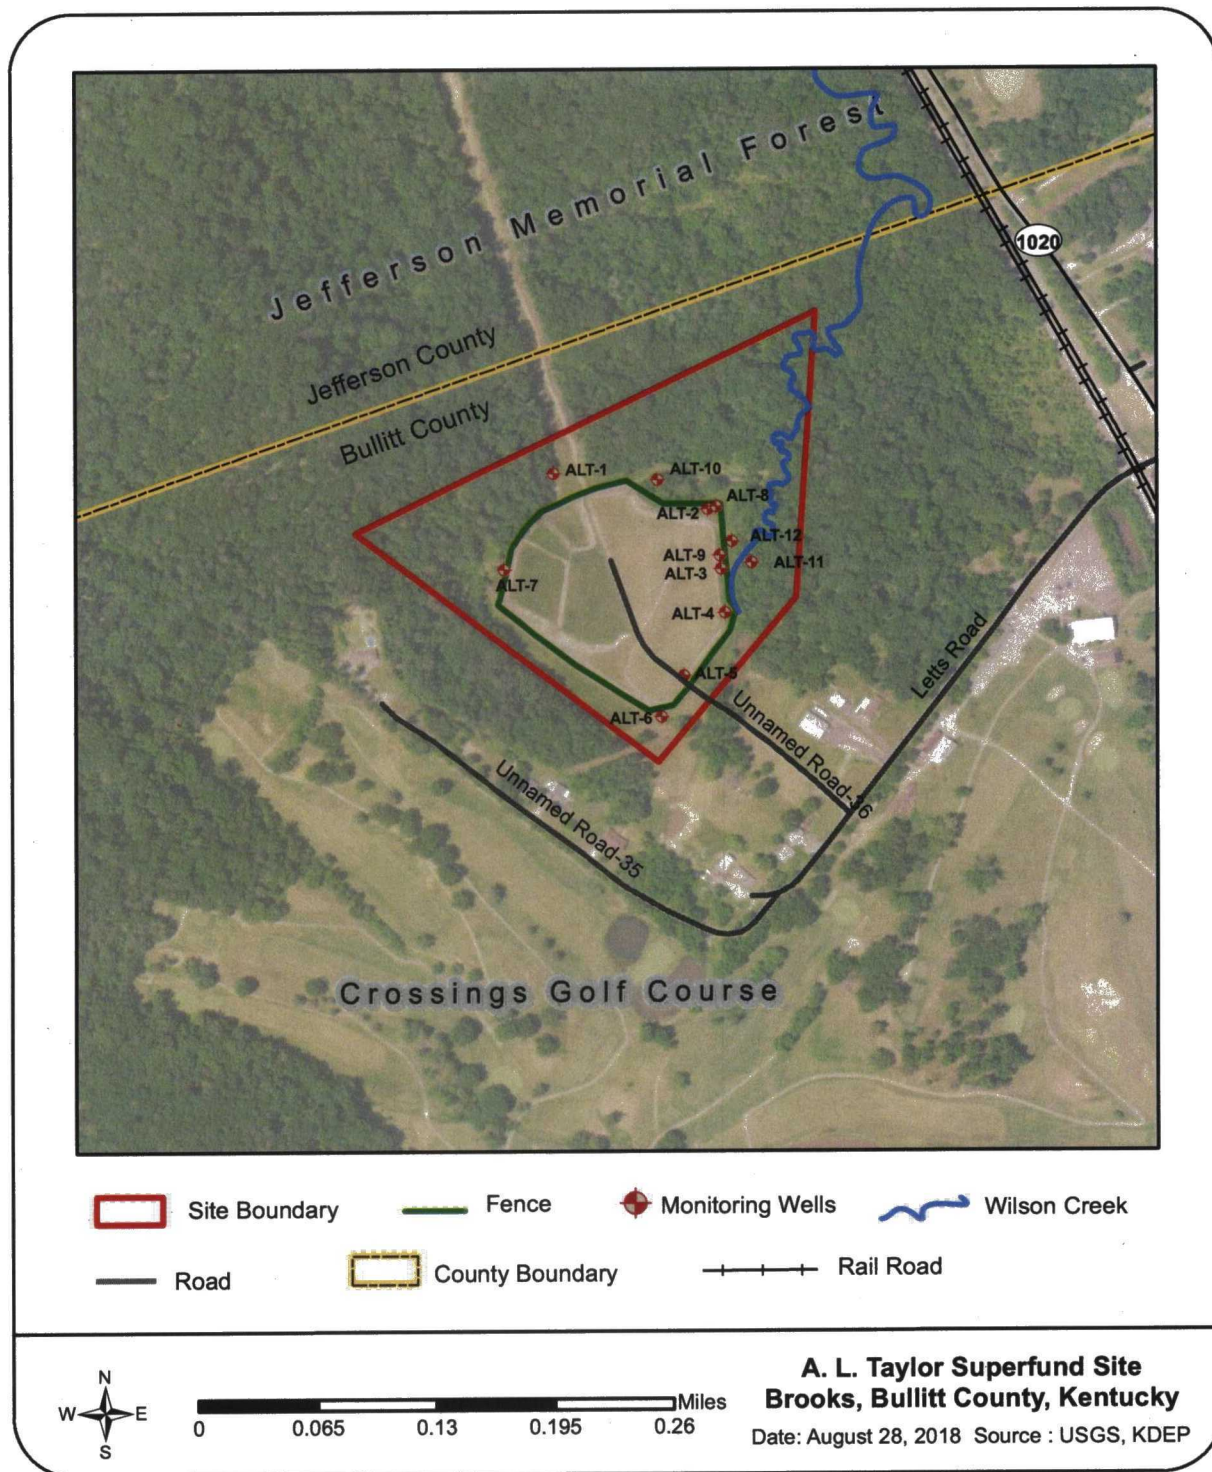 Jefferson Memorial Forest
1020
Jefferson County
Bullitt County
ALT-1
ALT-10
ALT-8
ALT-2
ALT-12
ALT-9
ALT-11
ALT-3
ALT-7
ALT-4
ALT-5
ALT-6
Letts Road
Unnamed Road-36
Unnamed Road-35
Crossings Golf Course
Site Boundary
Fence
Monitoring Wells
Wilson Creek
Road
County Boundary
Rail Road
N
W
E
S
Miles
0
0.065
0.13
0.195
0.26
A. L. Taylor Superfund Site
Brooks, Bullitt County, Kentucky
Date: August 28, 2018 Source : USGS, KDEP